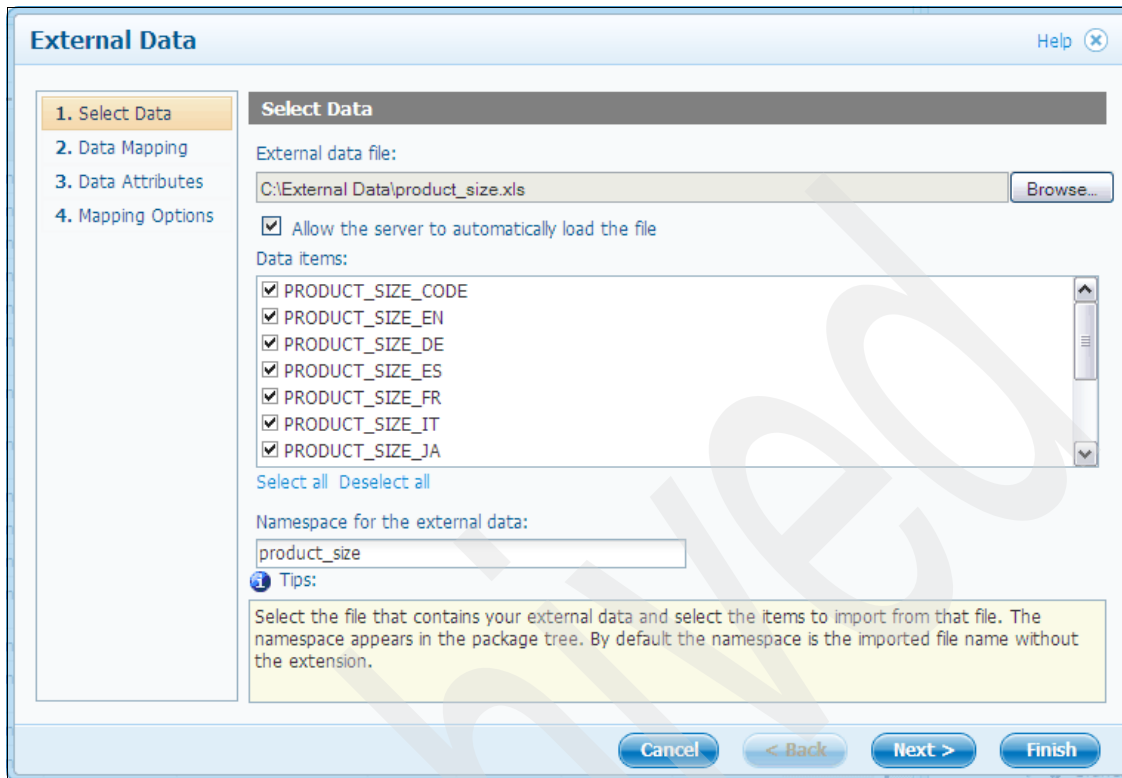 External Data
Help
1. Select Data
2. Data Mapping
3. Data Attributes
4. Mapping Options
Select Data
External data file:
C:\External Data\product_size.xls
Browse...
Allow the server to automatically load the file
Data items:
PRODUCT_SIZE_CODE
PRODUCT_SIZE_EN
PRODUCT_SIZE_DE
PRODUCT_SIZE_ES
PRODUCT_SIZE_FR
PRODUCT_SIZE_IT
PRODUCT_SIZE_JA
Select all Deselect all
Namespace for the external data:
product_size
Tips:
Select the file that contains your external data and select the items to import from that file. The
namespace appears in the package tree. By default the namespace is the imported file name without
the extension.
Cancel
< Back
Next >
Finish
hived